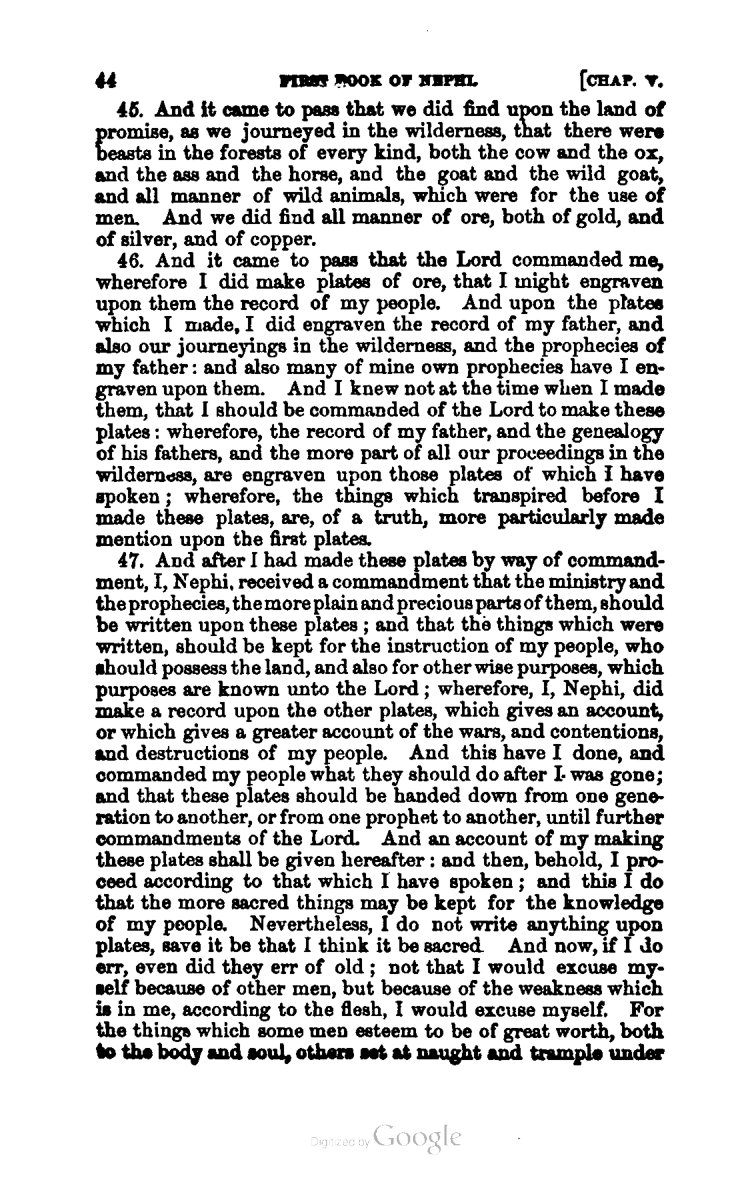 44 FIRST BOOK OF NEPHI. [CHAP. V.
45. And it came to pass that we did find upon the land of
promise, as we journeyed in the wilderness, that there were
beasts in the forests of every kind, both the cow and the ox,
and the ass and the horse, and the goat and the wild goat,
and all manner of wild animals, which were for the use of
men. And we did find all manner of ore, both of gold, and
of silver, and of copper.
46. And it came to pass that the Lord commanded me,
wherefore I did make plates of ore, that I might engraven
upon them the record of my people. And upon the plates
which I made, I did engraven the record of my father, and
also our journeyings in the wilderness, and the prophecies of
my father: and also many of mine own prophecies have I en-
graven upon them. And I knew not at the time when I made
them, that I should be commanded of the Lord to make these
plates: wherefore, the record of my father, and the genealogy
of his fathers, and the more part of all our proceedings in the
wilderness, are engraven upon those plates of which I have
spoken; wherefore, the things which transpired before I
made these plates, are, of a truth, more particularly made
mention upon the first plates.
47. And after I had made these plates by way of command-
ment, I, Nephi, received a commandment that the ministry and
the prophecies, the more plain and precious parts of them, should
be written upon these plates; and that the things which were
written, should be kept for the instruction of my people, who
should possess the land, and also for other wise purposes, which
purposes are known unto the Lord; wherefore, I, Nephi, did
make a record upon the other plates, which gives an account,
or which gives a greater account of the wars, and contentions,
and destructions of my people. And this have I done, and
commanded my people what they should do after I was gone;
and that these plates should be handed down from one gene-
ration to another, or from one prophet to another, until further
commandments of the Lord. And an account of my making
these plates shall be given hereafter: and then, behold, I pro-
ceed according to that which I have spoken; and this I do
that the more sacred things may be kept for the knowledge
of my people. Nevertheless, I do not write anything upon
plates, save it be that I think it be sacred. And now, if I do
err, even did they err of old; not that I would excuse my-
self because of other men, but because of the weakness which
is in me, according to the flesh, I would excuse myself. For
the things which some men esteem to be of great worth, both
to the body and soul, others set at naught and trample under
Digitized by Google